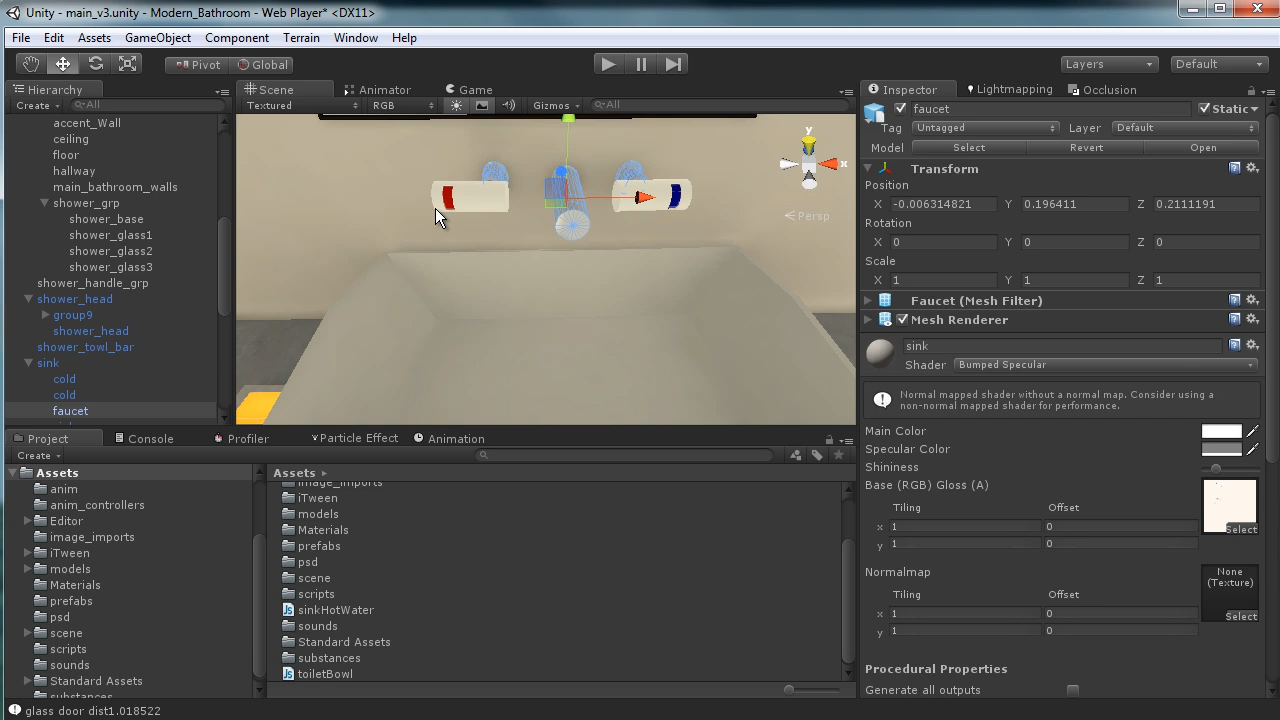 Unity - main_v3.unity - Modern_Bathroom - Web Player* <DX11>
File Edit Assets GameObject Component Terrain Window Help
Pivot Global Layers Default
Hierarchy
Create All
accent_Wall
ceiling
floor
hallway
main_bathroom_walls
shower_grp
shower_base
shower_glass1
shower_glass2
shower_glass3
shower_handle_grp
shower_head
group9
shower_head
shower_towl_bar
sink
cold
cold
faucet
Scene Animator Game
Textured RGB Gizmos All
y
x
Persp
Inspector Lightmapping Occlusion
faucet Static
Tag Untagged Layer Default
Model Select Revert Open
Transform
Position
X -0.006314821 Y 0.196411 Z 0.2111191
Rotation
X 0 Y 0 Z 0
Scale
X 1 Y 1 Z 1
Faucet (Mesh Filter)
Mesh Renderer
sink
Shader Bumped Specular
Normal mapped shader without a normal map. Consider using a
non-normal mapped shader for performance.
Main Color
Specular Color
Shininess
Base (RGB) Gloss (A)
Tiling Offset
x 1 0
y 1 0
Select
Normalmap
None
(Texture)
Tiling Offset
x 1 0
y 1 0
Select
Procedural Properties
Generate all outputs
Project Console Profiler Particle Effect Animation
Create
Assets
anim
anim_controllers
Editor
image_imports
iTween
models
Materials
prefabs
psd
scene
scripts
sounds
Standard Assets
substances
Assets
image_imports
iTween
models
Materials
prefabs
psd
scene
scripts
sinkHotWater
sounds
Standard Assets
substances
toiletBowl
glass door dist1.018522